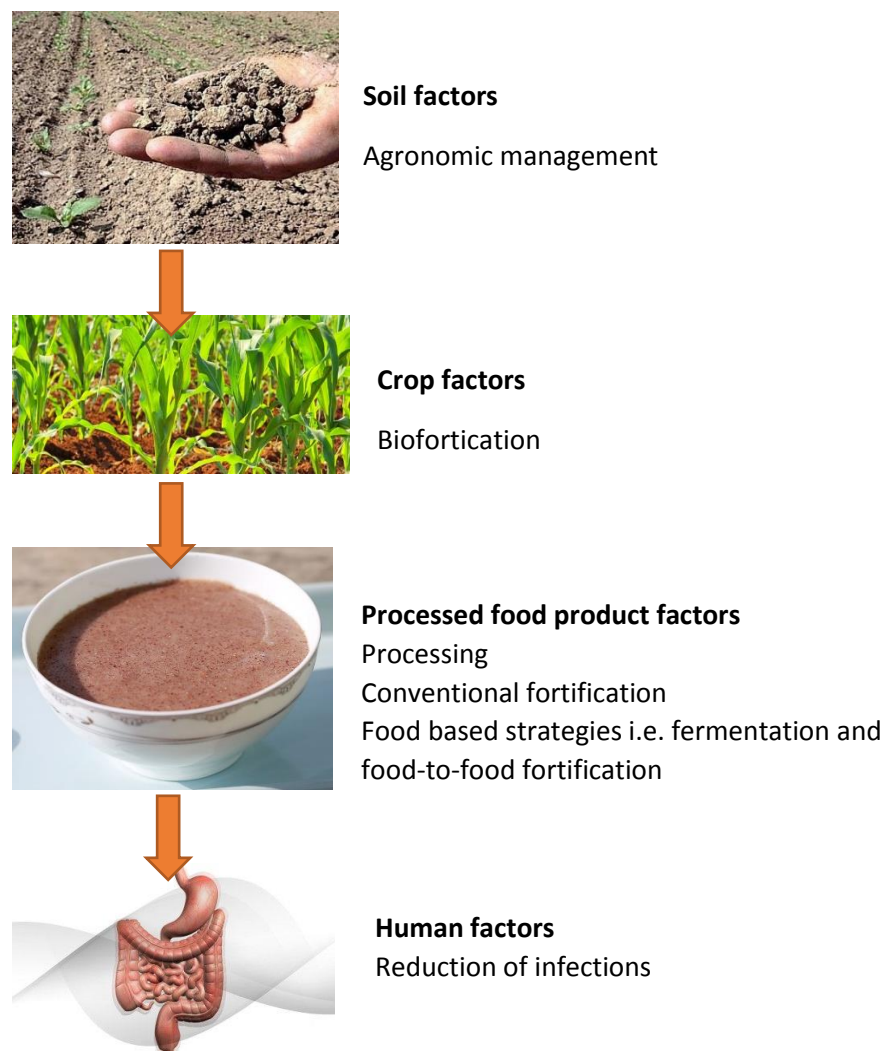 Soil factors
Agronomic management
Crop factors
Biofortication
Processed food product factors
Processing
Conventional fortification
Food based strategies i.e. fermentation and
food-to-food fortification
Human factors
Reduction of infections